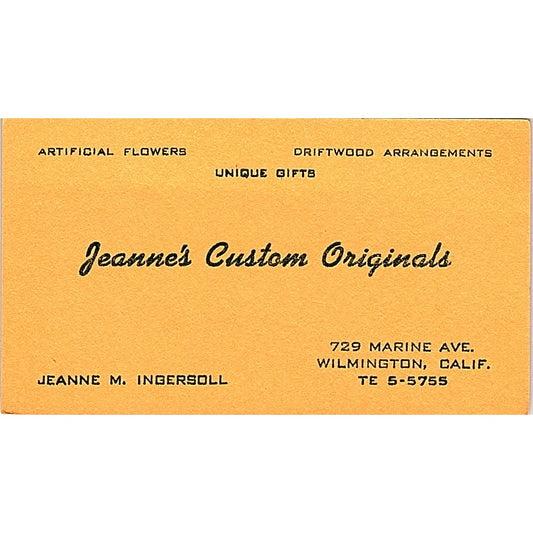 ARTIFICIAL FLOWERS
DRIFTWOOD ARRANGEMENTS
UNIQUE GIFTS
Jeanne's Custom Originals
729 MARINE AVE.
WILMINGTON, CALIF.
JEANNE M. INGERSOLL
TE 5-5755